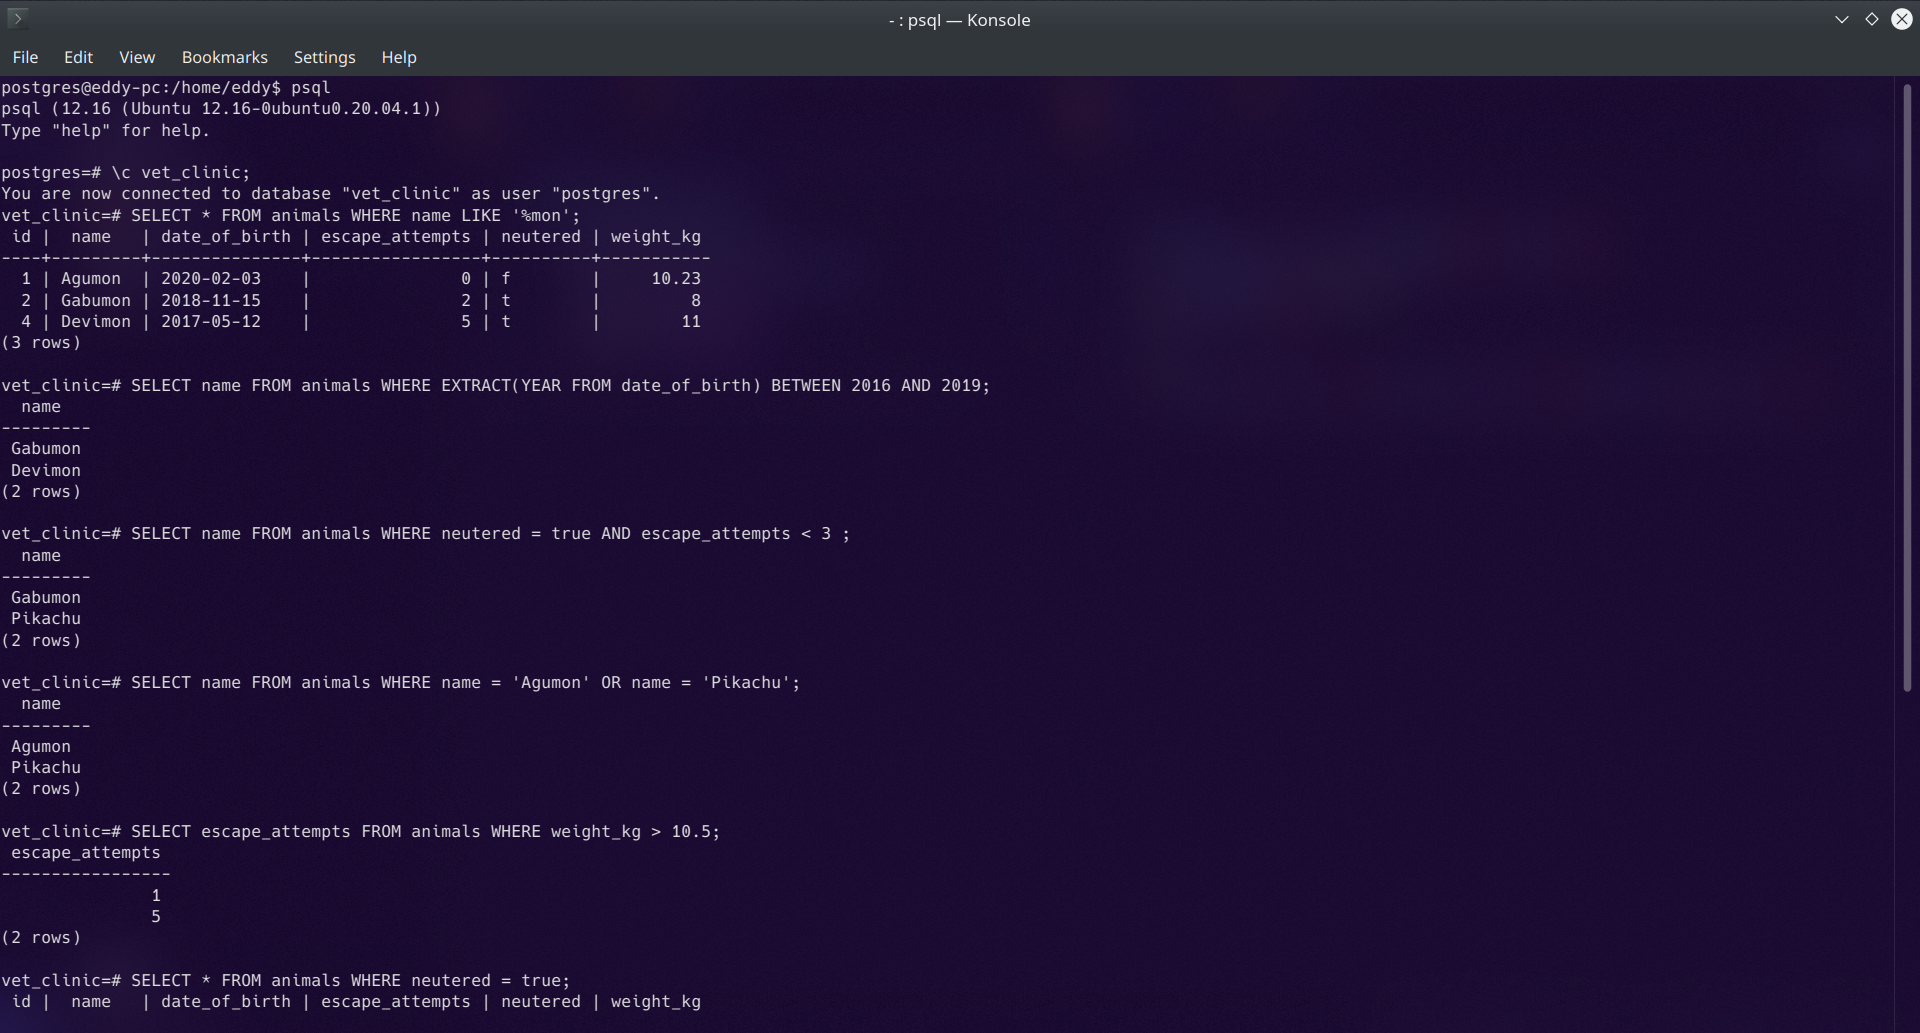 - : psql — Konsole
File Edit View Bookmarks Settings Help
postgres@eddy-pc:/home/eddy$ psql
psql (12.16 (Ubuntu 12.16-0ubuntu0.20.04.1))
Type "help" for help.

postgres=# \c vet_clinic;
You are now connected to database "vet_clinic" as user "postgres".
vet_clinic=# SELECT * FROM animals WHERE name LIKE '%mon';
 id |  name   | date_of_birth | escape_attempts | neutered | weight_kg
----+---------+---------------+-----------------+----------+-----------
  1 | Agumon  | 2020-02-03    |               0 | f        |     10.23
  2 | Gabumon | 2018-11-15    |               2 | t        |         8
  4 | Devimon | 2017-05-12    |               5 | t        |        11
(3 rows)

vet_clinic=# SELECT name FROM animals WHERE EXTRACT(YEAR FROM date_of_birth) BETWEEN 2016 AND 2019;
  name
---------
 Gabumon
 Devimon
(2 rows)

vet_clinic=# SELECT name FROM animals WHERE neutered = true AND escape_attempts < 3 ;
  name
---------
 Gabumon
 Pikachu
(2 rows)

vet_clinic=# SELECT name FROM animals WHERE name = 'Agumon' OR name = 'Pikachu';
  name
---------
 Agumon
 Pikachu
(2 rows)

vet_clinic=# SELECT escape_attempts FROM animals WHERE weight_kg > 10.5;
 escape_attempts
-----------------
               1
               5
(2 rows)

vet_clinic=# SELECT * FROM animals WHERE neutered = true;
 id |  name   | date_of_birth | escape_attempts | neutered | weight_kg